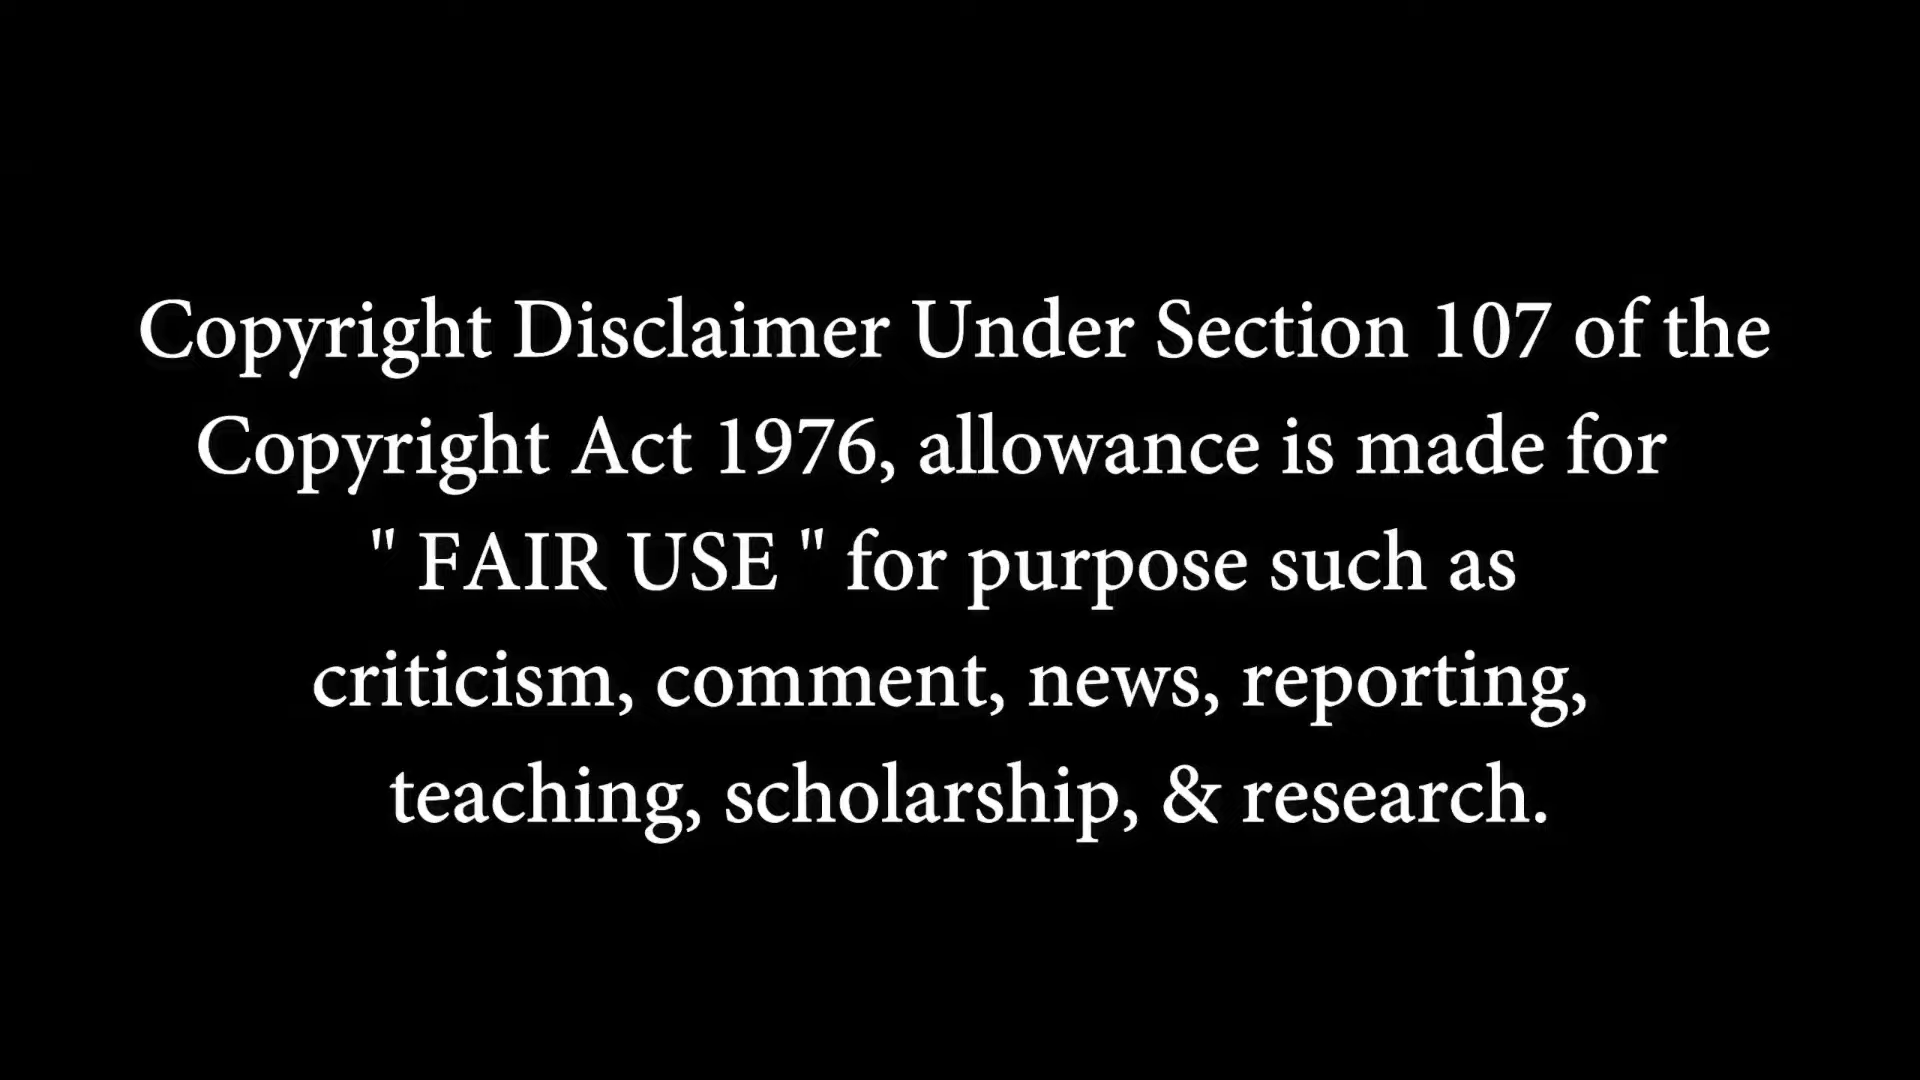 Copyright Disclaimer Under Section 107 of the
Copyright Act 1976, allowance is made for
" FAIR USE " for purpose such as
criticism, comment, news, reporting,
teaching, scholarship, & research.